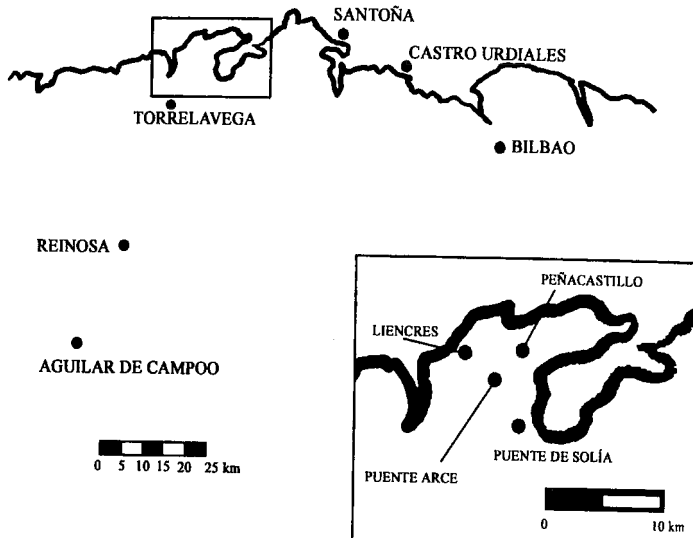 SANTOÑA
CASTRO URDIALES
TORRELAVEGA
BILBAO
REINOSA
PEÑACASTILLO
LIENCRES
AGUILAR DE CAMPOO
PUENTE DE SOLÍA
PUENTE ARCE
0 5 10 15 20 25 km
0 10 km